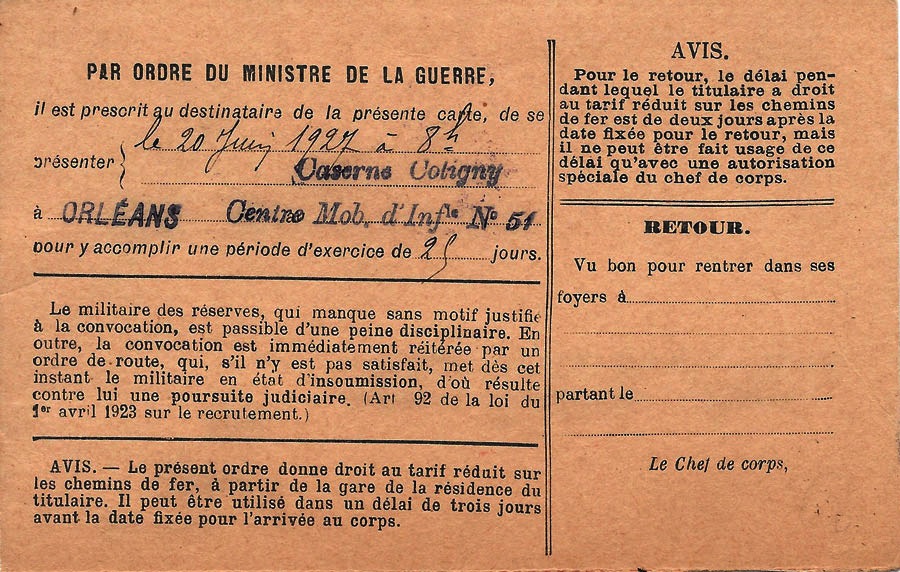 PAR ORDRE DU MINISTRE DE LA GUERRE,
il est prescrit au destinataire de la présente carte, de se
le 20 Juin 1927 à 8h
présenter
Caserne Coligny
à ORLÉANS Centre Mob. d'Infie No 51
pour y accomplir une période d'exercice de 25 jours.
Le militaire des réserves, qui manque sans motif justifié
à la convocation, est passible d'une peine disciplinaire. En
outre, la convocation est immédiatement réitérée par un
ordre de route, qui, s'il n'y est pas satisfait, met dès cet
instant le militaire en état d'insoumission, d'où résulte
contre lui une poursuite judiciaire. (Art 92 de la loi du
1er avril 1923 sur le recrutement.)
AVIS. — Le présent ordre donne droit au tarif réduit sur
les chemins de fer, à partir de la gare de la résidence du
titulaire. Il peut être utilisé dans un délai de trois jours
avant la date fixée pour l'arrivée au corps.
AVIS.
Pour le retour, le délai pen-
dant lequel le titulaire a droit
au tarif réduit sur les chemins
de fer est de deux jours après la
date fixée pour le retour, mais
il ne peut être fait usage de ce
délai qu'avec une autorisation
spéciale du chef de corps.
RETOUR.
Vu bon pour rentrer dans ses
foyers à
partant le
Le Chef de corps,